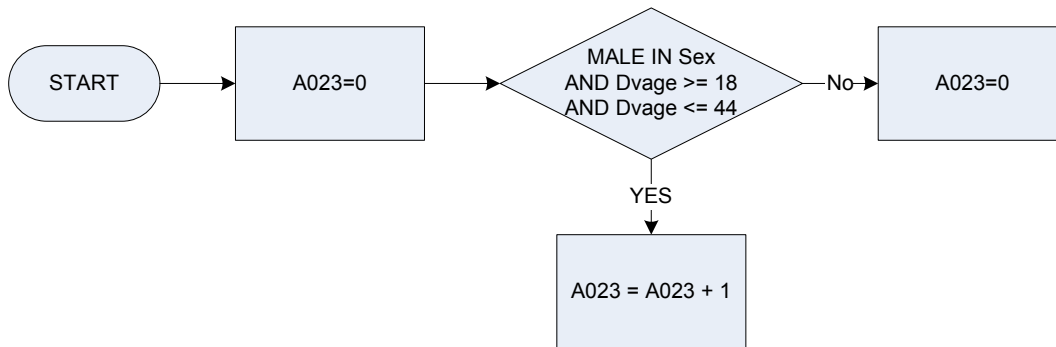 START
A023=0
MALE IN Sex
AND Dvage >= 18
AND Dvage <= 44
No
A023=0
YES
A023 = A023 + 1